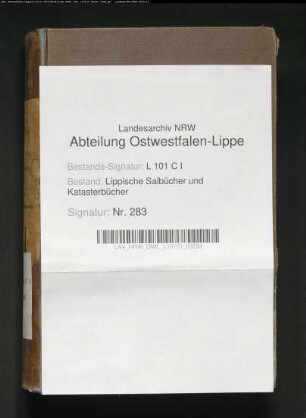 Landesarchiv NRW
Abteilung Ostwestfalen-Lippe
Bestands-Signatur: L 101 C I
Bestand: Lippische Salbücher und
Katasterbücher
Signatur: Nr. 283